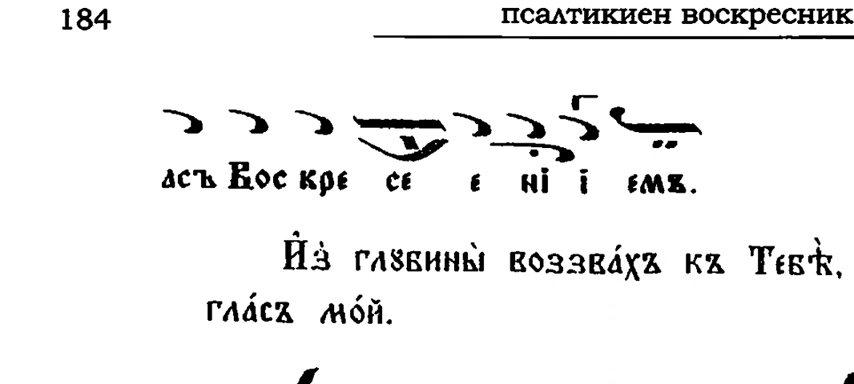 184 псалтикиен воскресник
асъ Вос кре се е ні і емъ.
И҆з̾ глꙋбины̀ воззва́хъ къ Тебѣ̀,
гла́съ мо́й.